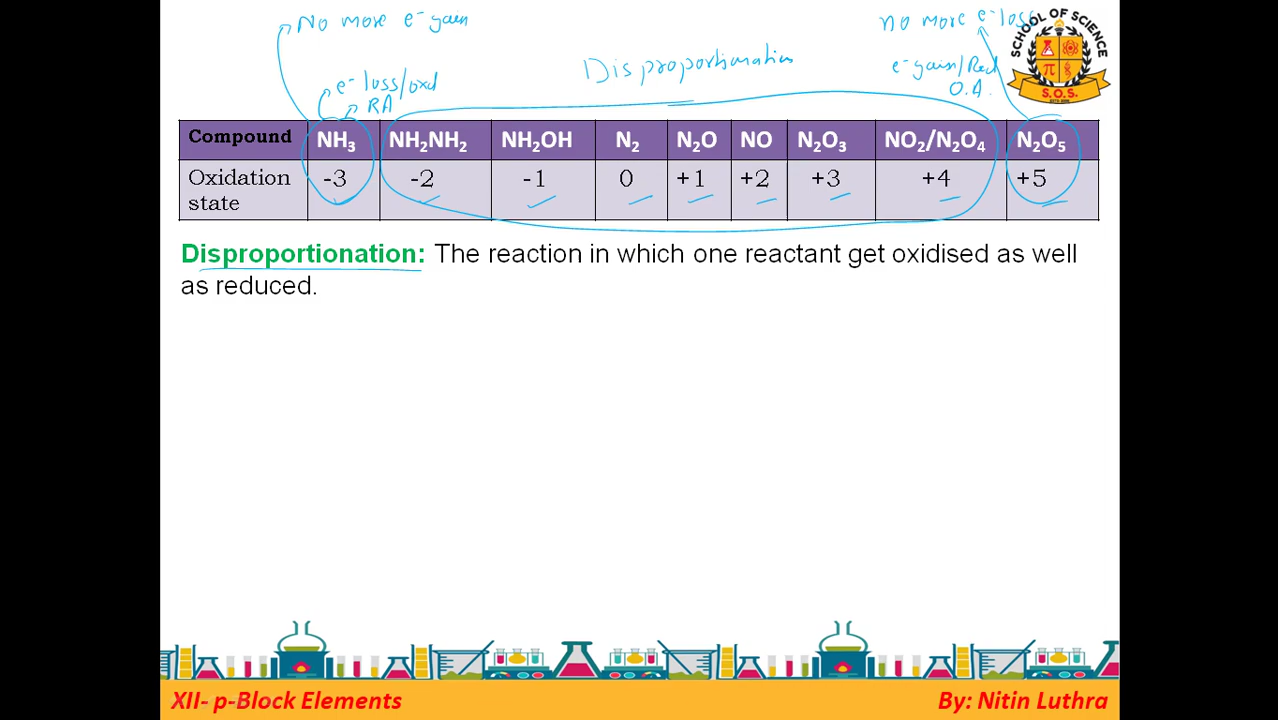 No more e⁻ gain
no more e⁻ loss
SCHOOL OF SCIENCE
Disproportionation
e⁻ gain/Red
O.A.
S.O.S.
e⁻ loss/oxd
RA
Compound NH₃ NH₂NH₂ NH₂OH N₂ N₂O NO N₂O₃ NO₂/N₂O₄ N₂O₅
Oxidation state -3 -2 -1 0 +1 +2 +3 +4 +5
Disproportionation: The reaction in which one reactant get oxidised as well
as reduced.
XII- p-Block Elements
By: Nitin Luthra